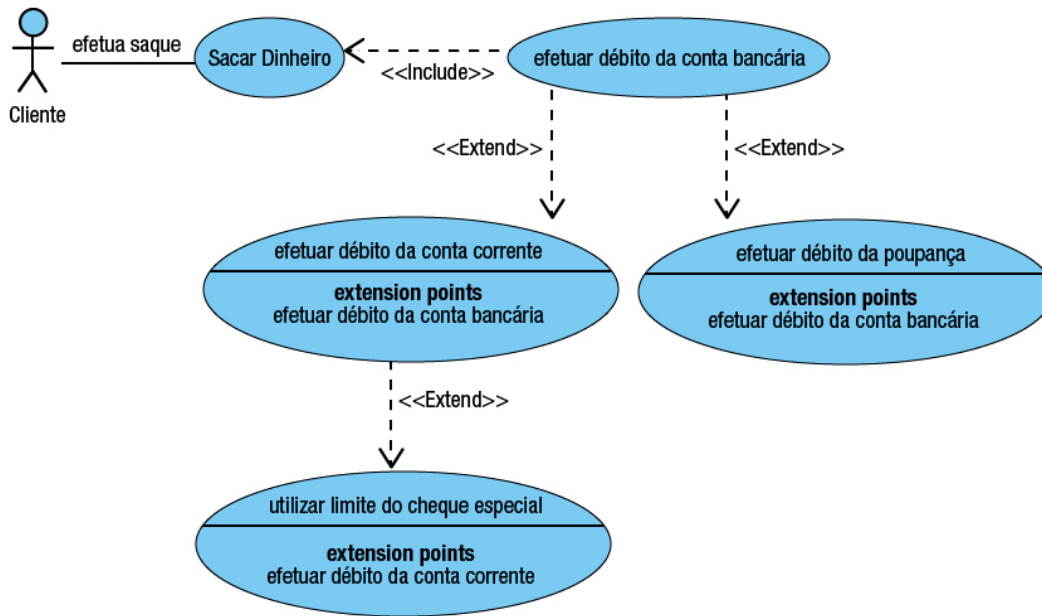 efetua saque
Cliente
Sacar Dinheiro
<<Include>>
efetuar débito da conta bancária
<<Extend>>
<<Extend>>
efetuar débito da conta corrente
extension points
efetuar débito da conta bancária
efetuar débito da poupança
extension points
efetuar débito da conta bancária
<<Extend>>
utilizar limite do cheque especial
extension points
efetuar débito da conta corrente